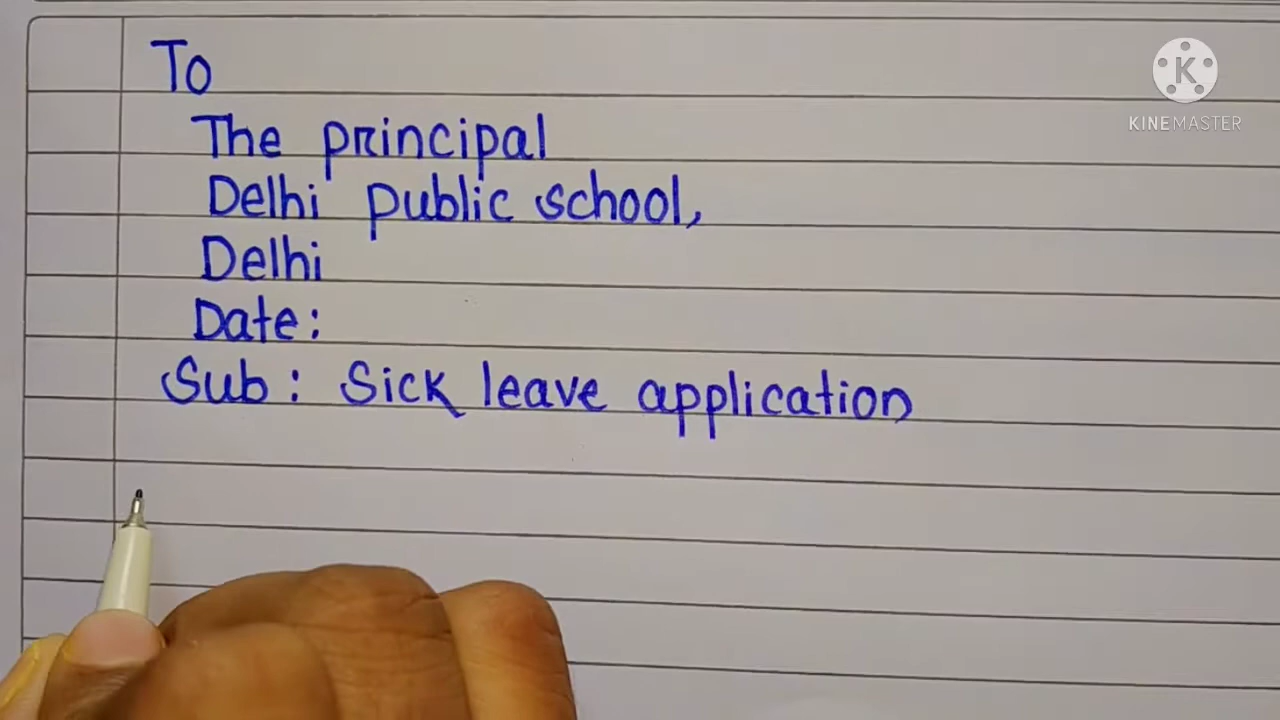 To
The principal
Delhi public school,
Delhi
Date:
Sub: Sick leave application
K
KINEMASTER